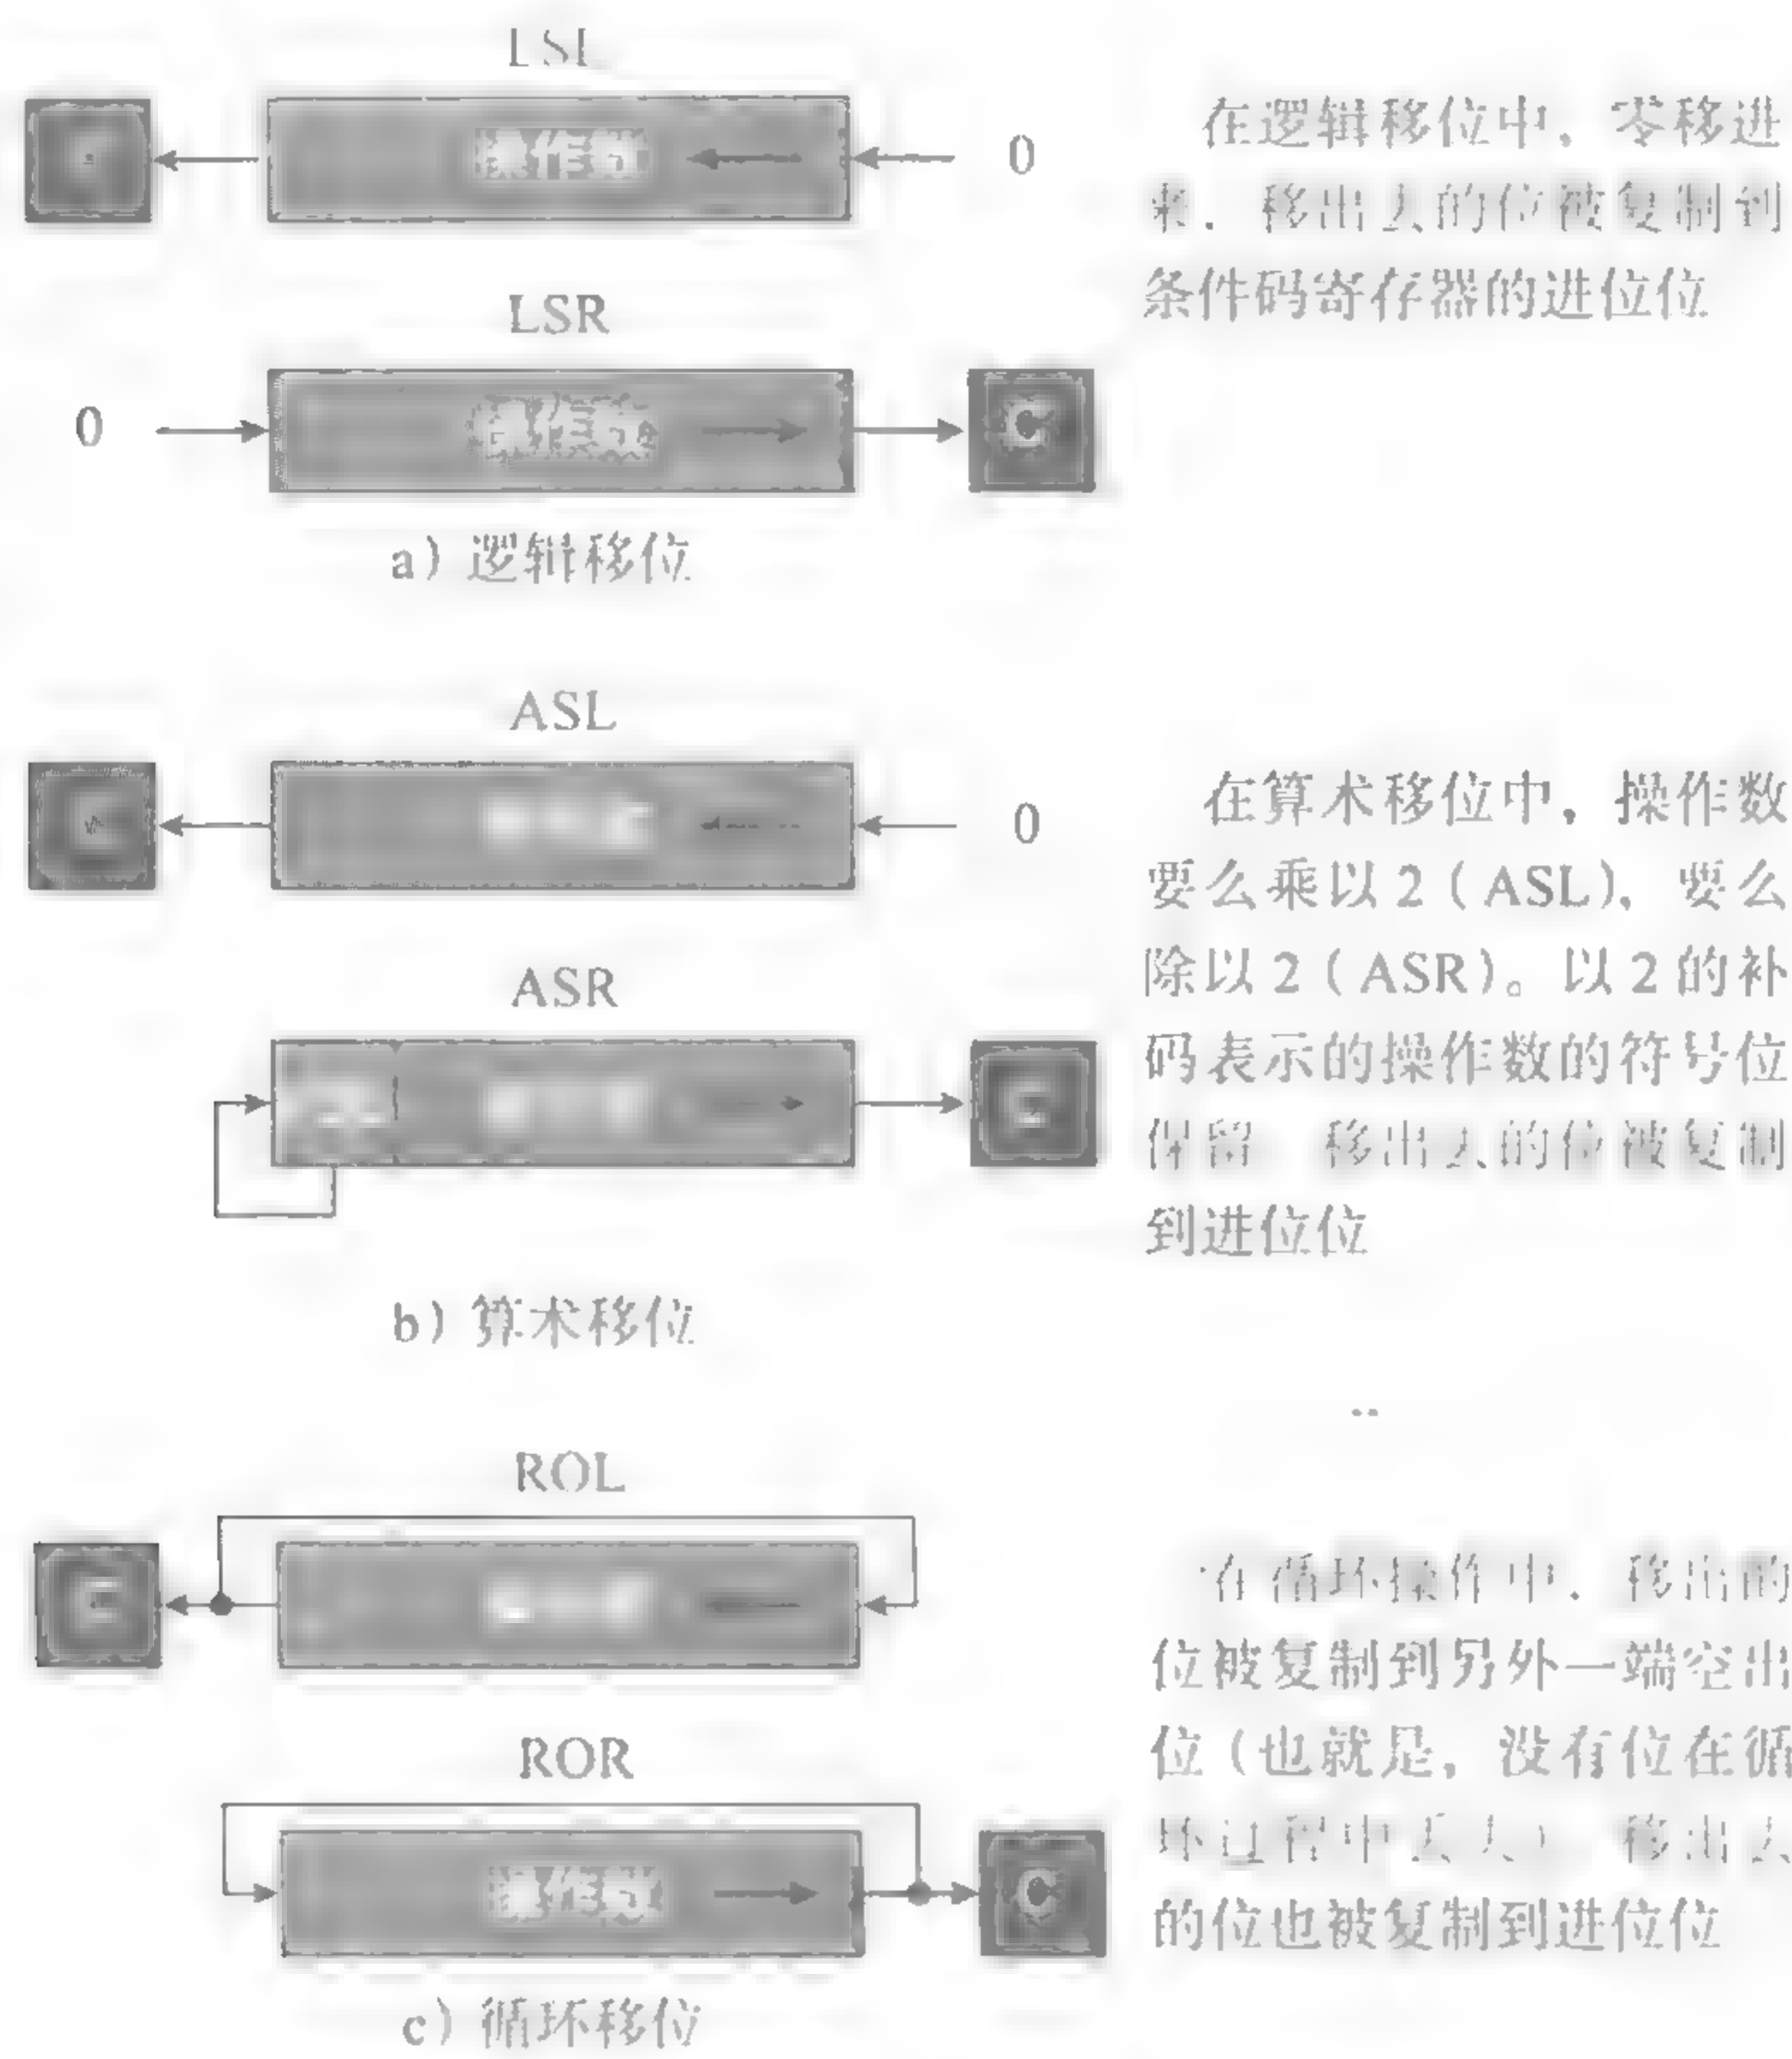 LSL
操作数
0
在逻辑移位中，零移进
来，移出去的位被复制到
条件码寄存器的进位位
LSR
0
操作数
C
a）逻辑移位
ASL
0
在算术移位中，操作数
要么乘以 2（ASL），要么
除以 2（ASR）。以 2 的补
码表示的操作数的符号位
保留 移出去的位被复制
到进位位
ASR
b）算术移位
ROL
在循环操作中，移出的
位被复制到另外一端空出
位（也就是，没有位在循
环过程中丢失） 移出去
的位也被复制到进位位
ROR
操作数
C
c）循环移位